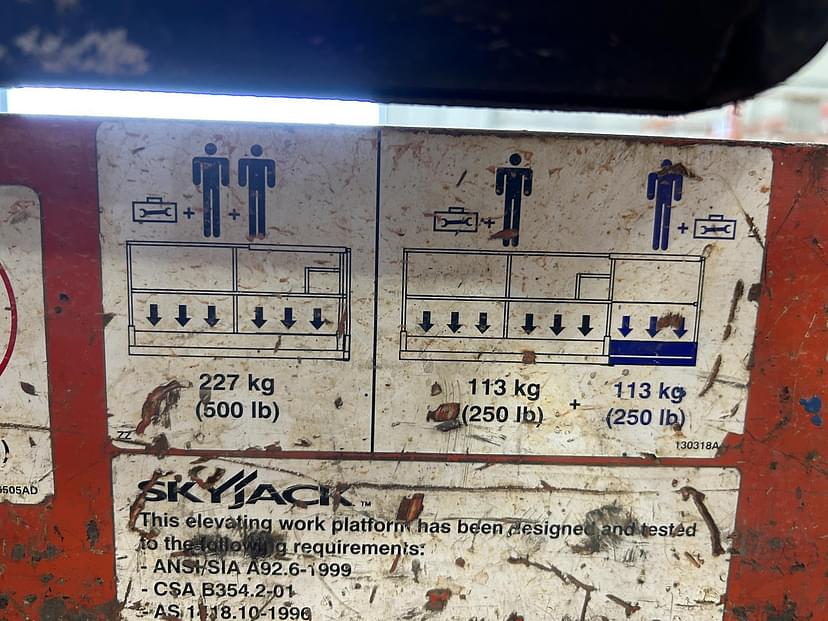 227 kg
(500 lb)
113 kg
(250 lb)
+
113 kg
(250 lb)
130318A
ZZ
)
505AD
SKYJACK™
This elevating work platform has been designed and tested
to the following requirements:
- ANSI/SIA A92.6-1999
- CSA B354.2-01
- AS 1418.10-1996